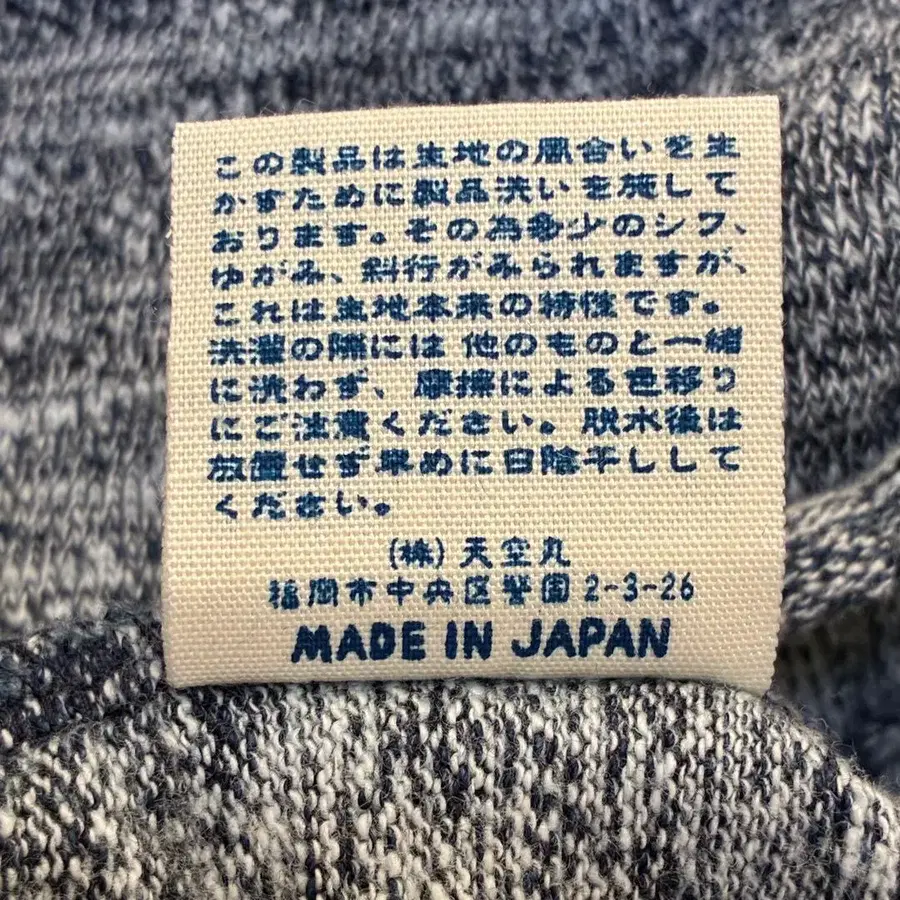 この製品は生地の風合いを生
かすために製品洗いを施して
おります。その為多少のシワ、
ゆがみ、斜行がみられますが、
これは生地本来の特性です。
洗濯の際には 他のものと一緒
に洗わず、摩擦による色移り
にご注意ください。脱水後は
放置せず早めに日陰干しして
ください。
(株) 天空丸
福岡市中央区警固 2-3-26
MADE IN JAPAN